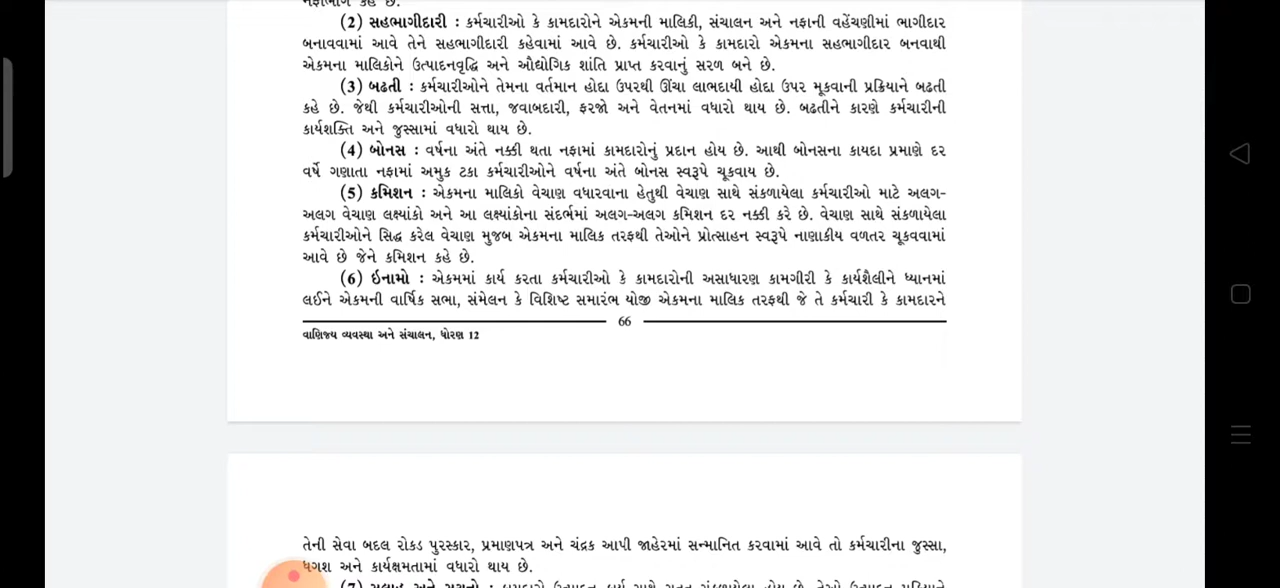 નફાભાગ કહે છે.
(2) સહભાગીદારી : કર્મચારીઓ કે કામદારોને એકમની માલિકી, સંચાલન અને નફાની વહેંચણીમાં ભાગીદાર
બનાવવામાં આવે તેને સહભાગીદારી કહેવામાં આવે છે. કર્મચારીઓ કે કામદારો એકમના સહભાગીદાર બનવાથી
એકમના માલિકોને ઉત્પાદનવૃદ્ધિ અને ઔદ્યોગિક શાંતિ પ્રાપ્ત કરવાનું સરળ બને છે.
(3) બઢતી : કર્મચારીઓને તેમના વર્તમાન હોદા ઉપરથી ઊંચા લાભદાયી હોદા ઉપર મૂકવાની પ્રક્રિયાને બઢતી
કહે છે. જેથી કર્મચારીઓની સત્તા, જવાબદારી, ફરજો અને વેતનમાં વધારો થાય છે. બઢતીને કારણે કર્મચારીની
કાર્યશક્તિ અને જુસ્સામાં વધારો થાય છે.
(4) બોનસ : વર્ષના અંતે નક્કી થતા નફામાં કામદારોનું પ્રદાન હોય છે. આથી બોનસના કાયદા પ્રમાણે દર
વર્ષે ગણાતા નફામાં અમુક ટકા કર્મચારીઓને વર્ષના અંતે બોનસ સ્વરૂપે ચૂકવાય છે.
(5) કમિશન : એકમના માલિકો વેચાણ વધારવાના હેતુથી વેચાણ સાથે સંકળાયેલા કર્મચારીઓ માટે અલગ-
અલગ વેચાણ લક્ષ્યાંકો અને આ લક્ષ્યાંકોના સંદર્ભમાં અલગ-અલગ કમિશન દર નક્કી કરે છે. વેચાણ સાથે સંકળાયેલા
કર્મચારીઓને સિદ્ધ કરેલ વેચાણ મુજબ એકમના માલિક તરફથી તેઓને પ્રોત્સાહન સ્વરૂપે નાણાકીય વળતર ચૂકવવામાં
આવે છે જેને કમિશન કહે છે.
(6) ઇનામો : એકમમાં કાર્ય કરતા કર્મચારીઓ કે કામદારોની અસાધારણ કામગીરી કે કાર્યશૈલીને ધ્યાનમાં
લઈને એકમની વાર્ષિક સભા, સંમેલન કે વિશિષ્ટ સમારંભ યોજી એકમના માલિક તરફથી જે તે કર્મચારી કે કામદારને
66
વાણિજ્ય વ્યવસ્થા અને સંચાલન, ધોરણ 12
તેની સેવા બદલ રોકડ પુરસ્કાર, પ્રમાણપત્ર અને ચંદ્રક આપી જાહેરમાં સન્માનિત કરવામાં આવે તો કર્મચારીના જુસ્સા,
ધગશ અને કાર્યક્ષમતામાં વધારો થાય છે.